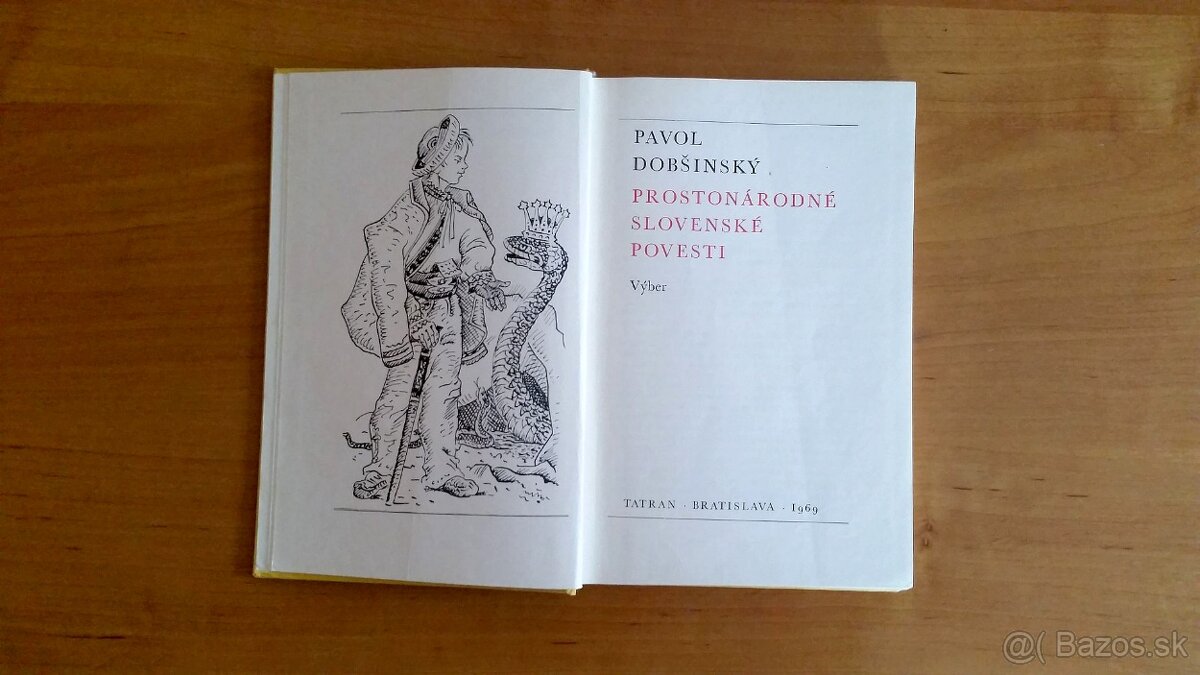 PAVOL
DOBŠINSKÝ
PROSTONÁRODNÉ
SLOVENSKÉ
POVESTI
Výber
TATRAN · BRATISLAVA · 1969
@( Bazos.sk